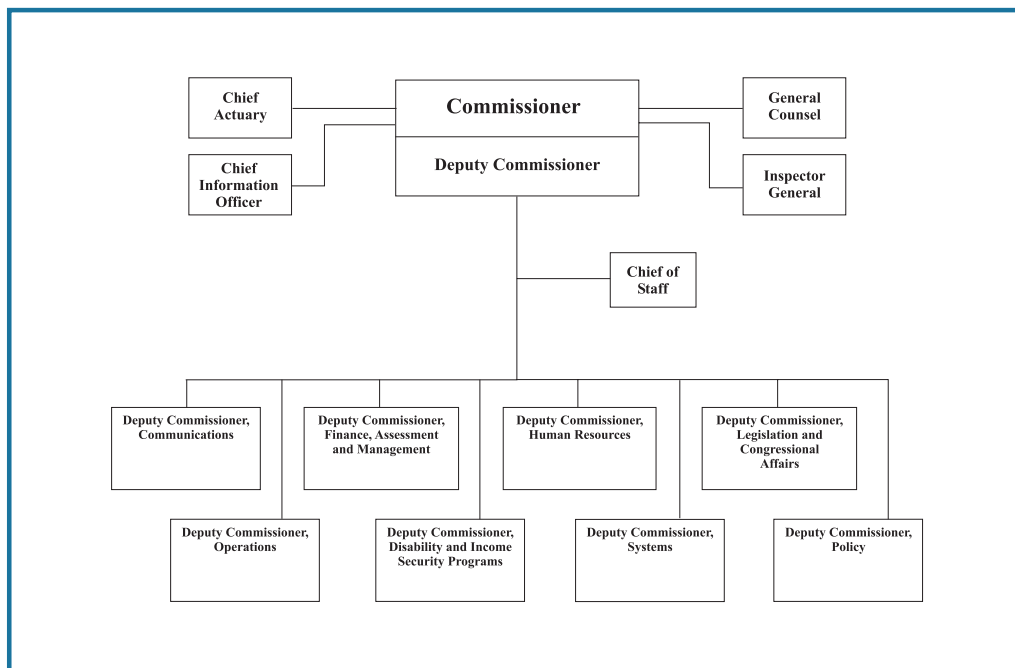 Chief
Actuary
Commissioner
General
Counsel
Chief
Information
Officer
Deputy Commissioner
Inspector
General
Chief of
Staff
Deputy Commissioner,
Communications
Deputy Commissioner,
Finance, Assessment
and Management
Deputy Commissioner,
Human Resources
Deputy Commissioner,
Legislation and
Congressional
Affairs
Deputy Commissioner,
Operations
Deputy Commissioner,
Disability and Income
Security Programs
Deputy Commissioner,
Systems
Deputy Commissioner,
Policy